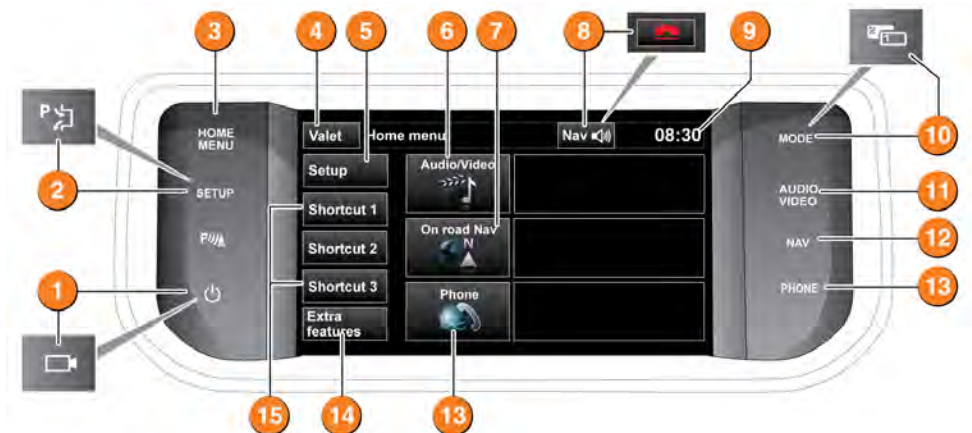 3
4
5
6
7
8
9
10
P
2
1
HOME
MENU
Valet
Home menu
Nav
08:30
MODE
2
SETUP
Setup
Audio/Video
AUDIO
VIDEO
11
Shortcut 1
On road Nav
N
P
Shortcut 2
NAV
12
1
Shortcut 3
Phone
PHONE
13
Extra
features
15
14
13